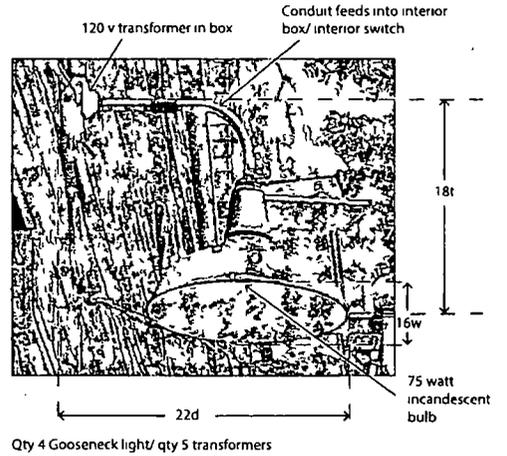 Conduit feeds into interior
box/ interior switch
120 v transformer in box
18t
16w
75 watt
incandescent
bulb
22d
Qty 4 Gooseneck light/ qty 5 transformers